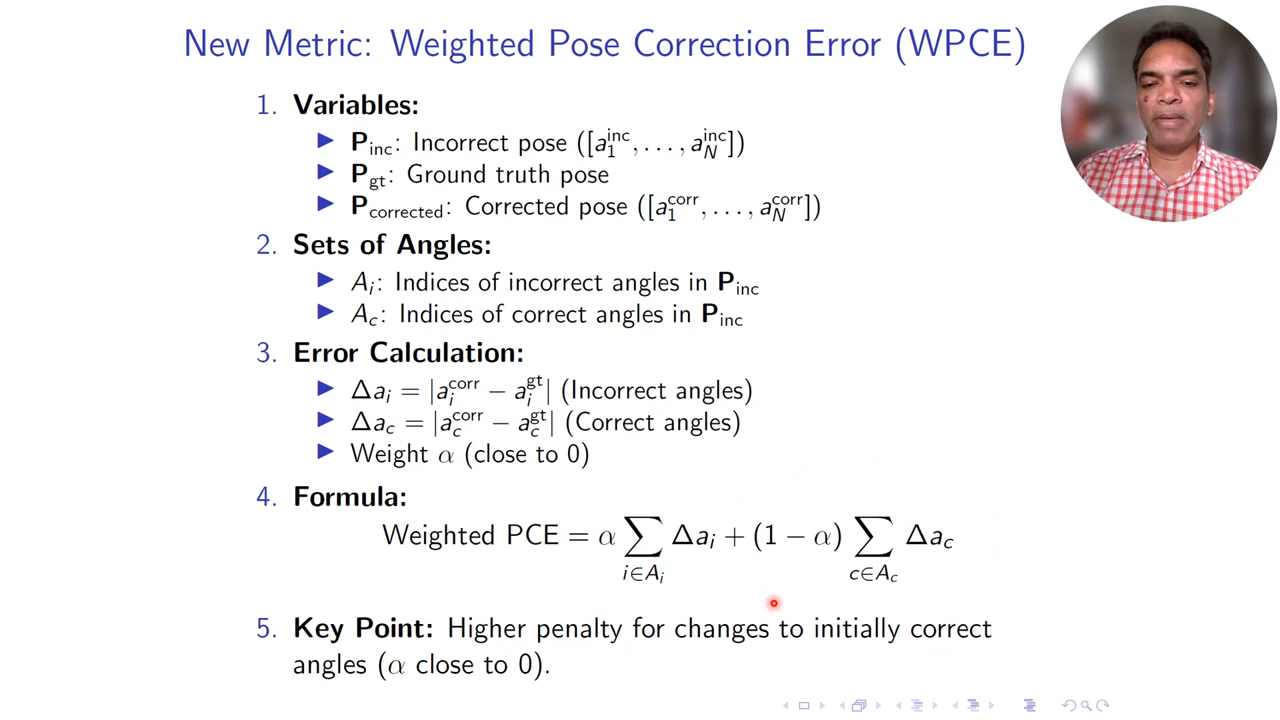 New Metric: Weighted Pose Correction Error (WPCE)
1. Variables:
▶ P_inc: Incorrect pose ([a_1^inc, . . . , a_N^inc])
▶ P_gt: Ground truth pose
▶ P_corrected: Corrected pose ([a_1^corr, . . . , a_N^corr])
2. Sets of Angles:
▶ A_i: Indices of incorrect angles in P_inc
▶ A_c: Indices of correct angles in P_inc
3. Error Calculation:
▶ Δa_i = |a_i^corr − a_i^gt| (Incorrect angles)
▶ Δa_c = |a_c^corr − a_c^gt| (Correct angles)
▶ Weight α (close to 0)
4. Formula:
Weighted PCE = α ∑_{i∈A_i} Δa_i + (1 − α) ∑_{c∈A_c} Δa_c
5. Key Point: Higher penalty for changes to initially correct
angles (α close to 0).